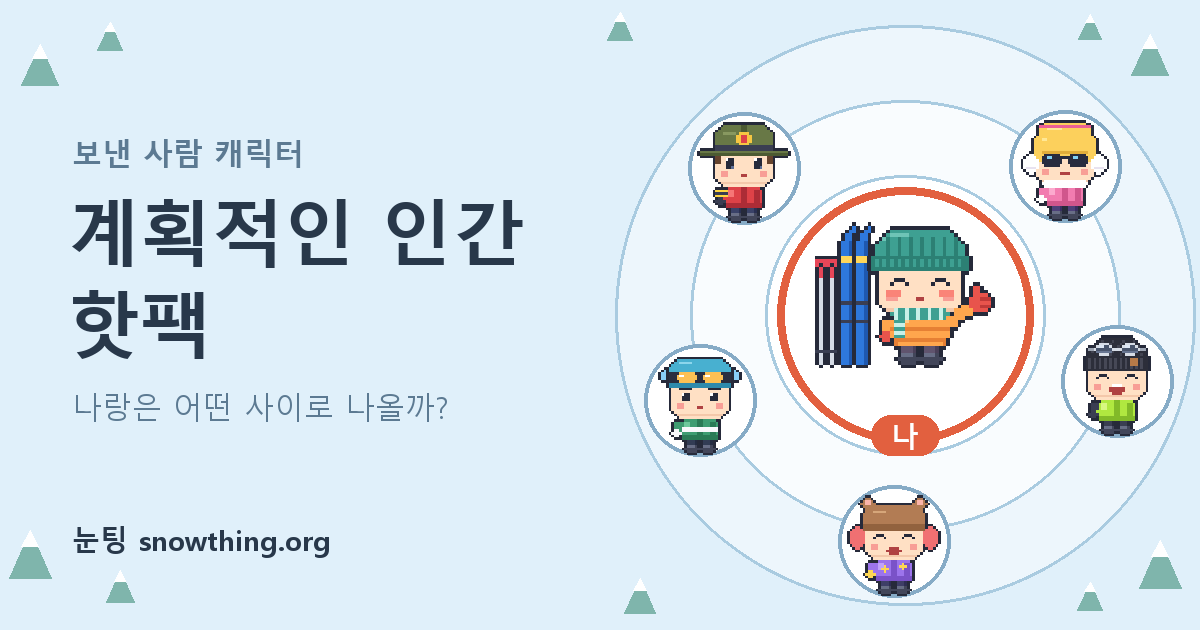 보낸 사람 캐릭터
계획적인 인간
핫팩
나랑은 어떤 사이로 나올까?
눈팅 snowthing.org
나